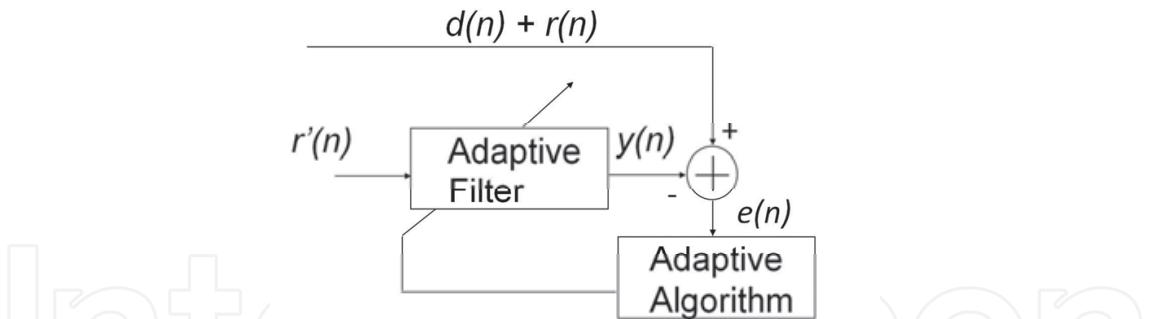 d(n) + r(n)
r'(n)
Adaptive
Filter
y(n)
+
-
e(n)
Adaptive
Algorithm